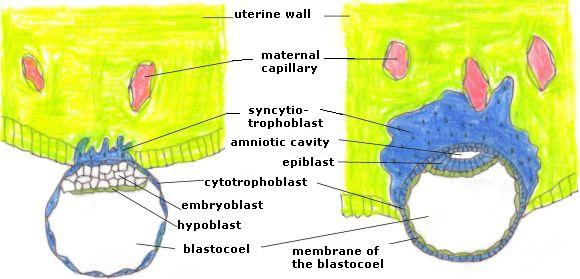 uterine wall
maternal
capillary
syncytio-
trophoblast
amniotic cavity
epiblast
cytotrophoblast
embryoblast
hypoblast
blastocoel
membrane of
the blastocoel